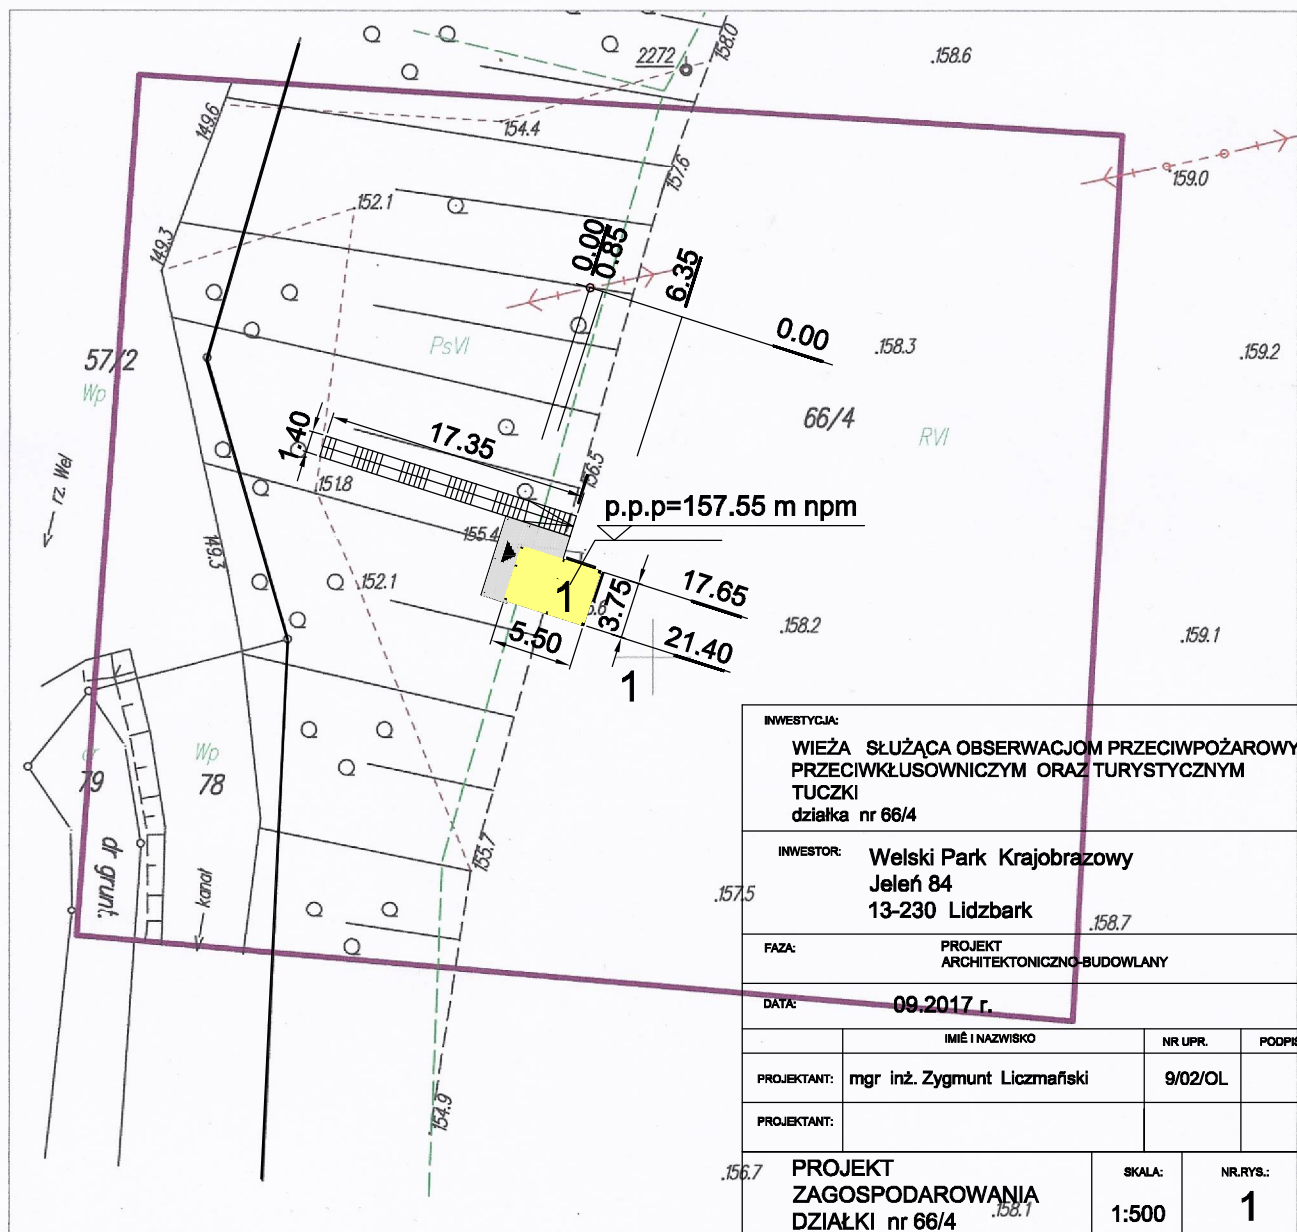 158.0
2272
.158.6
149.6
.154.4
157.6
.159.0
.152.1
149.3
0.00
0.85
6.35
0.00
PsVI
.158.3
.159.2
57/2
Wp
66/4
RVI
1.40
17.35
rz. Wel
.151.8
156.5
p.p.p=157.55 m npm
155.4
149.3
.152.1
1
3.75
17.65
5.50
21.40
.158.2
.159.1
1
Wp
79
78
dr grunt.
kanał
155.7
.157.5
.158.7
154.9
.156.7
.158.1
INWESTYCJA:
WIEŻA SŁUŻĄCA OBSERWACJOM PRZECIWPOŻAROWY
PRZECIWKŁUSOWNICZYM ORAZ TURYSTYCZNYM
TUCZKI
działka nr 66/4
INWESTOR:
Welski Park Krajobrazowy
Jeleń 84
13-230 Lidzbark
FAZA:
PROJEKT
ARCHITEKTONICZNO-BUDOWLANY
DATA:
09.2017 r.
IMIĘ I NAZWISKO
NR UPR.
PODPIS
PROJEKTANT:
mgr inż. Zygmunt Liczmański
9/02/OL
PROJEKTANT:
PROJEKT
ZAGOSPODAROWANIA
DZIAŁKI nr 66/4
SKALA:
1:500
NR.RYS.:
1